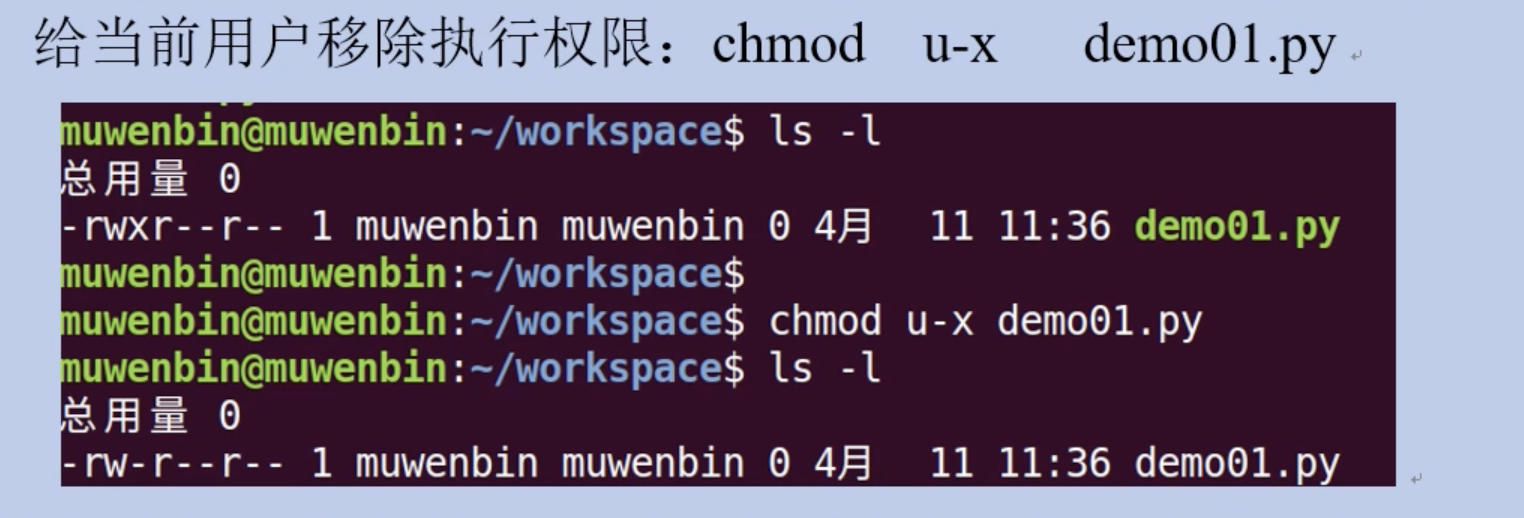 给当前用户移除执行权限：chmod u-x demo01.py
muwenbin@muwenbin:~/workspace$ ls -l
总用量 0
-rwxr--r-- 1 muwenbin muwenbin 0 4月 11 11:36 demo01.py
muwenbin@muwenbin:~/workspace$
muwenbin@muwenbin:~/workspace$ chmod u-x demo01.py
muwenbin@muwenbin:~/workspace$ ls -l
总用量 0
-rw-r--r-- 1 muwenbin muwenbin 0 4月 11 11:36 demo01.py